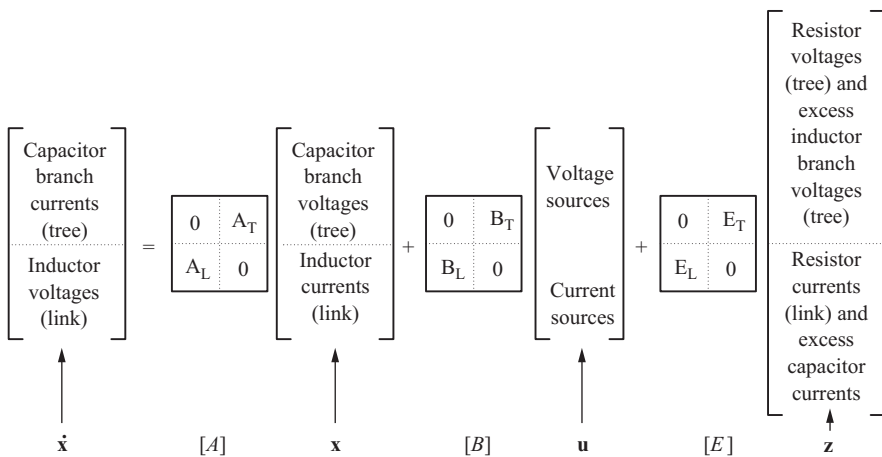 Capacitor
branch
currents
(tree)
Inductor
voltages
(link)
=
0 A_T
A_L 0
Capacitor
branch
voltages
(tree)
Inductor
currents
(link)
+
0 B_T
B_L 0
Voltage
sources
Current
sources
+
0 E_T
E_L 0
Resistor
voltages
(tree) and
excess
inductor
branch
voltages
(tree)
Resistor
currents
(link) and
excess
capacitor
currents
ẋ [A] x [B] u [E] z